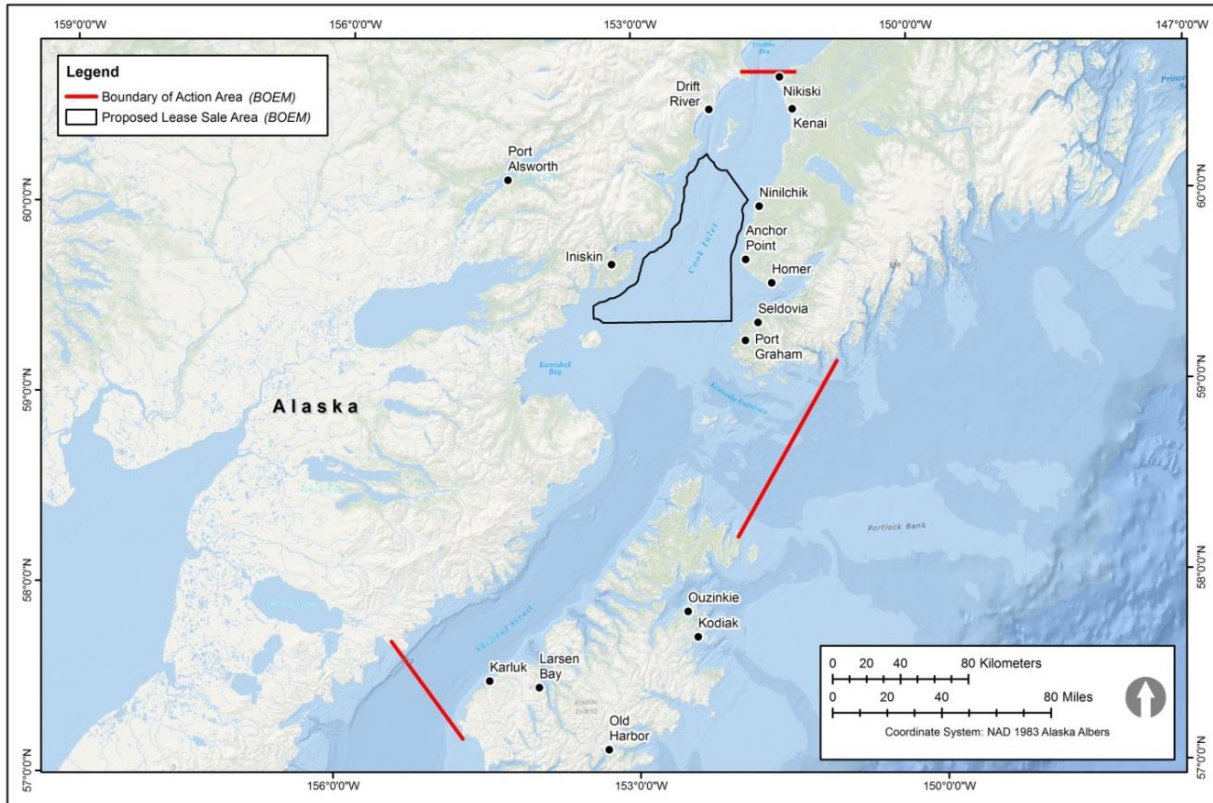 159°0'0"W
156°0'0"W
153°0'0"W
150°0'0"W
147°0'0"W
Legend
Boundary of Action Area (BOEM)
Proposed Lease Sale Area (BOEM)
Drift
River
Nikiski
Kenai
Port
Alsworth
60°0'0"N
60°0'0"N
Ninilchik
Cook Inlet
Anchor
Point
Iniskin
Homer
Seldovia
Port
Graham
Kamishak
Bay
Kennedy Entrance
59°0'0"N
59°0'0"N
Alaska
Portlock Bank
58°0'0"N
58°0'0"N
Ouzinkie
Kodiak
Shelikof Strait
Karluk
Larsen
Bay
Old
Harbor
0 20 40 80 Kilometers
0 20 40 80 Miles
Coordinate System: NAD 1983 Alaska Albers
57°0'0"N
57°0'0"N
156°0'0"W
153°0'0"W
150°0'0"W